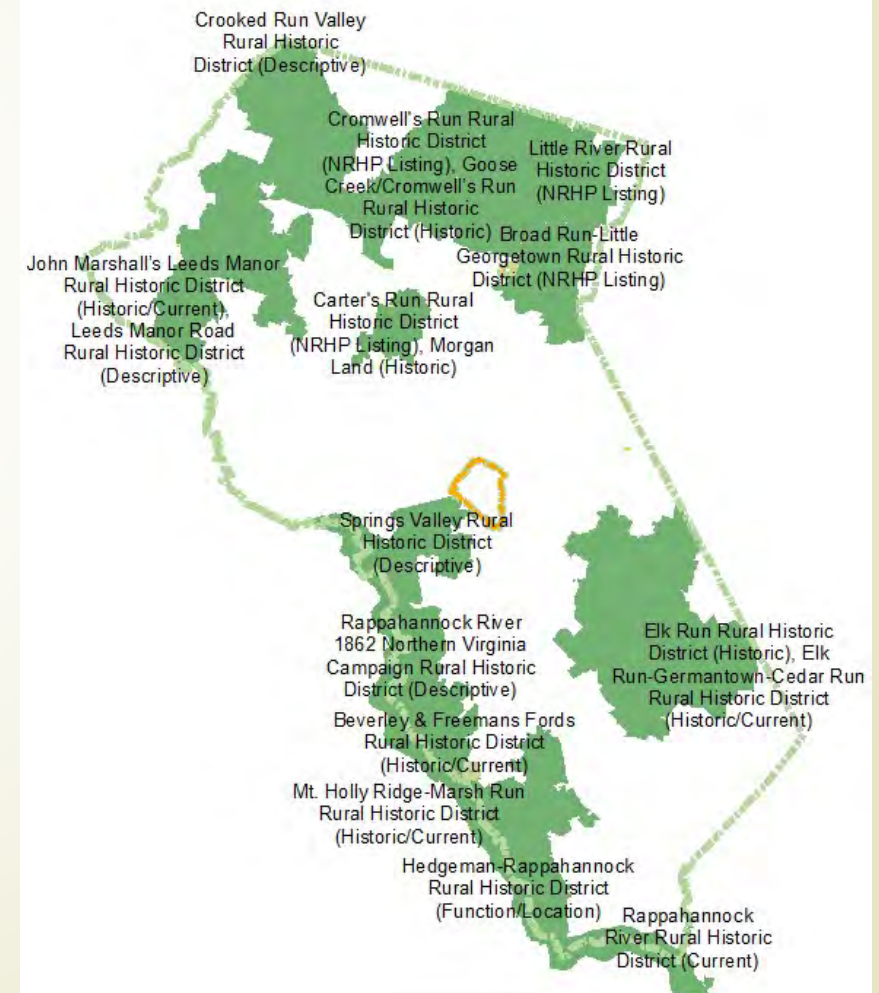 Crooked Run Valley
Rural Historic
District (Descriptive)
Cromwell's Run Rural
Historic District
(NRHP Listing), Goose
Creek/Cromwell's Run
Rural Historic
District (Historic)
Little River Rural
Historic District
(NRHP Listing)
Broad Run-Little
Georgetown Rural Historic
District (NRHP Listing)
John Marshall's Leeds Manor
Rural Historic District
(Historic/Current),
Leeds Manor Road
Rural Historic District
(Descriptive)
Carter's Run Rural
Historic District
(NRHP Listing), Morgan
Land (Historic)
Springs Valley Rural
Historic District
(Descriptive)
Rappahannock River
1862 Northern Virginia
Campaign Rural Historic
District (Descriptive)
Elk Run Rural Historic
District (Historic), Elk
Run-Germantown-Cedar Run
Rural Historic District
(Historic/Current)
Beverley & Freemans Fords
Rural Historic District
(Historic/Current)
Mt. Holly Ridge-Marsh Run
Rural Historic District
(Historic/Current)
Hedgeman-Rappahannock
Rural Historic District
(Function/Location)
Rappahannock
River Rural Historic
District (Current)